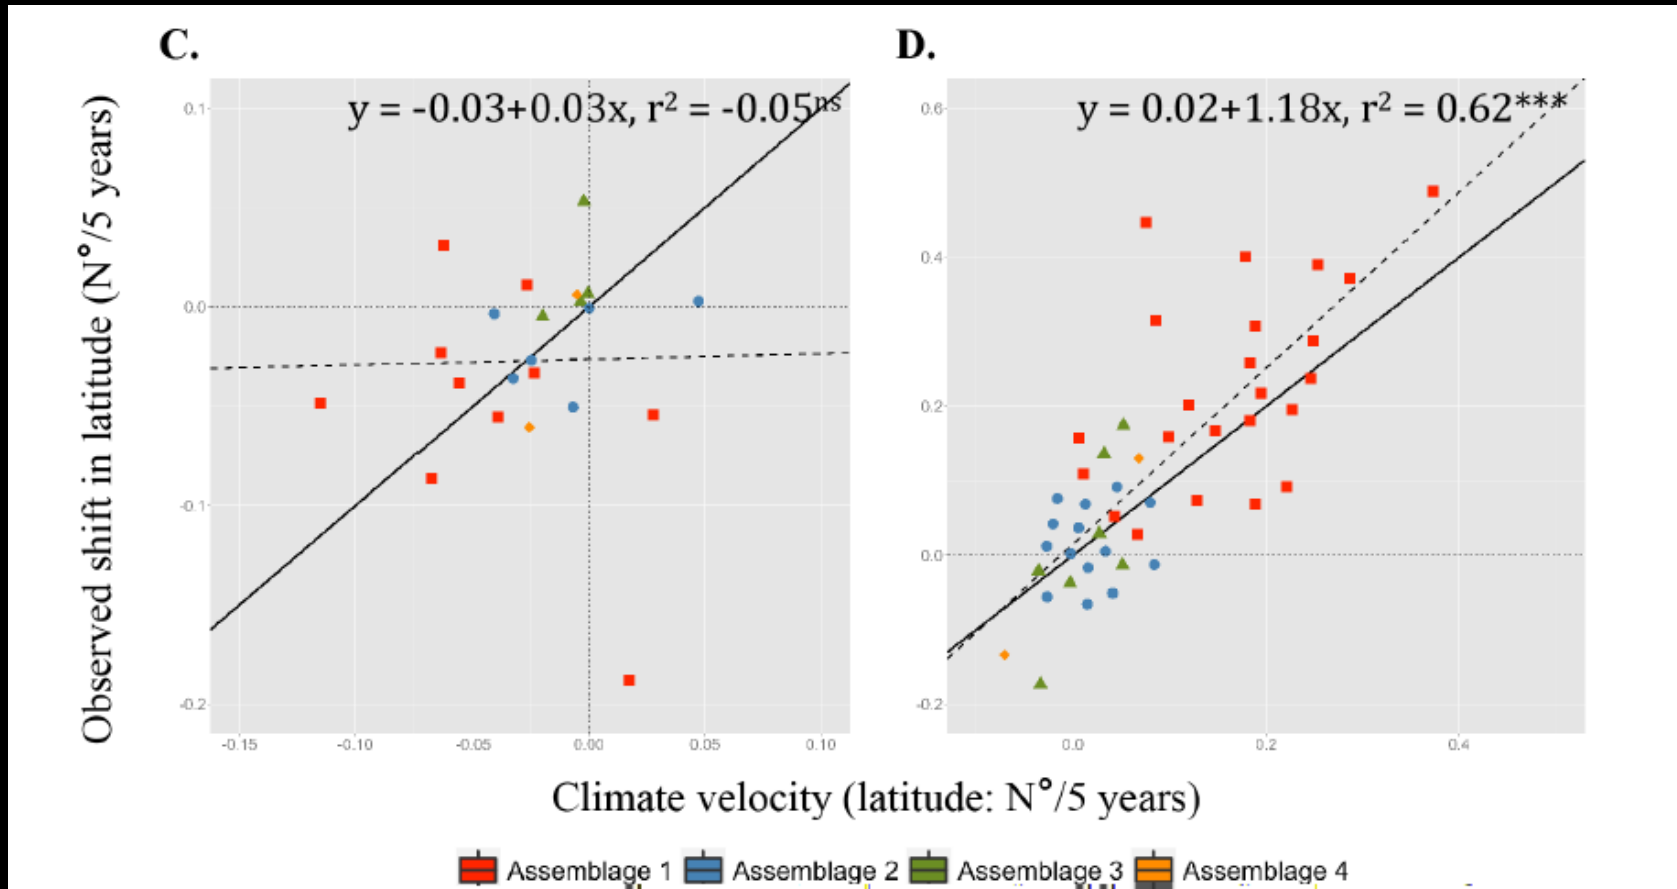 C.
D.
y = -0.03+0.03x, r² = -0.05ⁿˢ
y = 0.02+1.18x, r² = 0.62***
Observed shift in latitude (N°/5 years)
0.1
0.0
-0.1
-0.2
-0.15 -0.10 -0.05 0.00 0.05 0.10
0.6
0.4
0.2
0.0
-0.2
0.0 0.2 0.4
Climate velocity (latitude: N°/5 years)
Assemblage 1 Assemblage 2 Assemblage 3 Assemblage 4